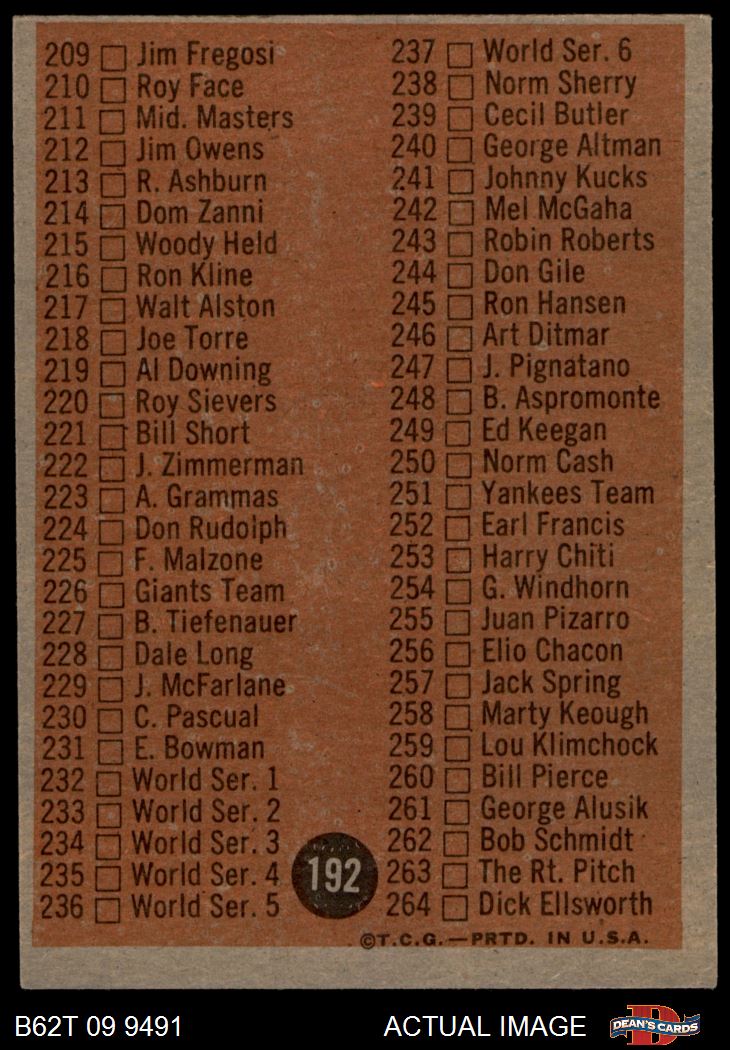 209 Jim Fregosi
210 Roy Face
211 Mid. Masters
212 Jim Owens
213 R. Ashburn
214 Dom Zanni
215 Woody Held
216 Ron Kline
217 Walt Alston
218 Joe Torre
219 Al Downing
220 Roy Sievers
221 Bill Short
222 J. Zimmerman
223 A. Grammas
224 Don Rudolph
225 F. Malzone
226 Giants Team
227 B. Tiefenauer
228 Dale Long
229 J. McFarlane
230 C. Pascual
231 E. Bowman
232 World Ser. 1
233 World Ser. 2
234 World Ser. 3
235 World Ser. 4
236 World Ser. 5
192
237 World Ser. 6
238 Norm Sherry
239 Cecil Butler
240 George Altman
241 Johnny Kucks
242 Mel McGaha
243 Robin Roberts
244 Don Gile
245 Ron Hansen
246 Art Ditmar
247 J. Pignatano
248 B. Aspromonte
249 Ed Keegan
250 Norm Cash
251 Yankees Team
252 Earl Francis
253 Harry Chiti
254 G. Windhorn
255 Juan Pizarro
256 Elio Chacon
257 Jack Spring
258 Marty Keough
259 Lou Klimchock
260 Bill Pierce
261 George Alusik
262 Bob Schmidt
263 The Rt. Pitch
264 Dick Ellsworth
©T.C.G.—PRTD. IN U.S.A.
B62T 09 9491
ACTUAL IMAGE
DEAN'S CARDS